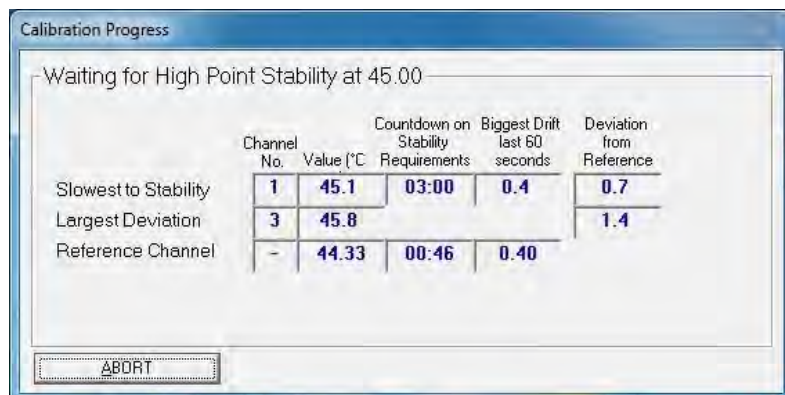 Calibration Progress
Waiting for High Point Stability at 45.00
Channel No. Value (°C Countdown on Stability Requirements Biggest Drift last 60 seconds Deviation from Reference
Slowest to Stability 1 45.1 03:00 0.4 0.7
Largest Deviation 3 45.8 1.4
Reference Channel - 44.33 00:46 0.40
ABORT